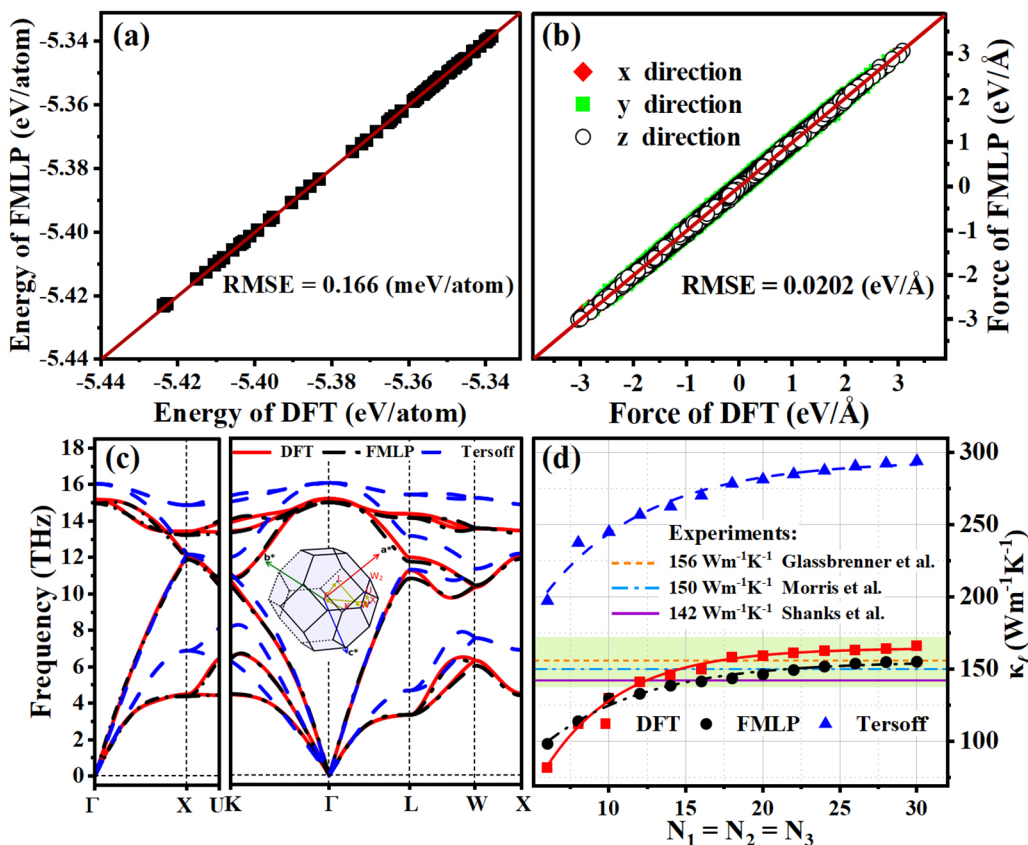 (a)
-5.34
-5.36
-5.38
-5.40
-5.42
-5.44
Energy of FMLP (eV/atom)
RMSE = 0.166 (meV/atom)
-5.44 -5.42 -5.40 -5.38 -5.36 -5.34
Energy of DFT (eV/atom)
(b)
x direction
y direction
z direction
RMSE = 0.0202 (eV/Å)
3
2
1
0
-1
-2
-3
Force of FMLP (eV/Å)
-3 -2 -1 0 1 2 3
Force of DFT (eV/Å)
(c)
DFT FMLP Tersoff
18
16
14
12
10
8
6
4
2
0
Frequency (THz)
b*
a*
W2
L
c*
Γ X U K Γ L W X
(d)
300
250
200
150
100
κℓ (Wm⁻¹K⁻¹)
Experiments:
156 Wm⁻¹K⁻¹ Glassbrenner et al.
150 Wm⁻¹K⁻¹ Morris et al.
142 Wm⁻¹K⁻¹ Shanks et al.
DFT FMLP Tersoff
10 15 20 25 30
N₁ = N₂ = N₃